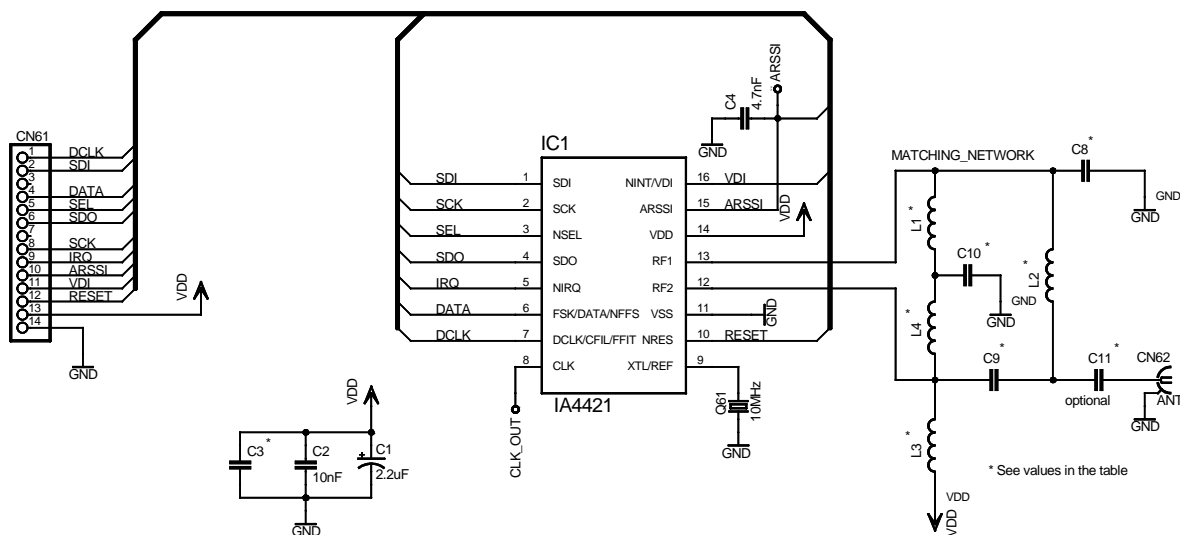 CN61
1 DCLK
2 SDI
3
4 DATA
5 SEL
6 SDO
7
8 SCK
9 IRQ
10 ARSSI
11 VDI
12 RESET
13
14
VDD
GND
C3 *
C2
10nF
C1
+
2.2uF
VDD
GND
IC1
SDI 1 SDI
SCK 2 SCK
SEL 3 NSEL
SDO 4 SDO
IRQ 5 NIRQ
DATA 6 FSK/DATA/NFFS
DCLK 7 DCLK/CFIL/FFIT
8 CLK
CLK_OUT
NINT/VDI 16 VDI
ARSSI 15 ARSSI
VDD 14
VDD
RF1 13
RF2 12
VSS 11
GND
NRES 10 RESET
XTL/REF 9
IA4421
Q61
10MHz
GND
C4
4.7nF
ARSSI
GND
MATCHING_NETWORK
C8 *
GND
GND
L1 *
C10 *
GND
GND
L2 *
L4 *
C9 *
C11 *
optional
CN62
ANT
GND
L3 *
VDD
VDD
* See values in the table